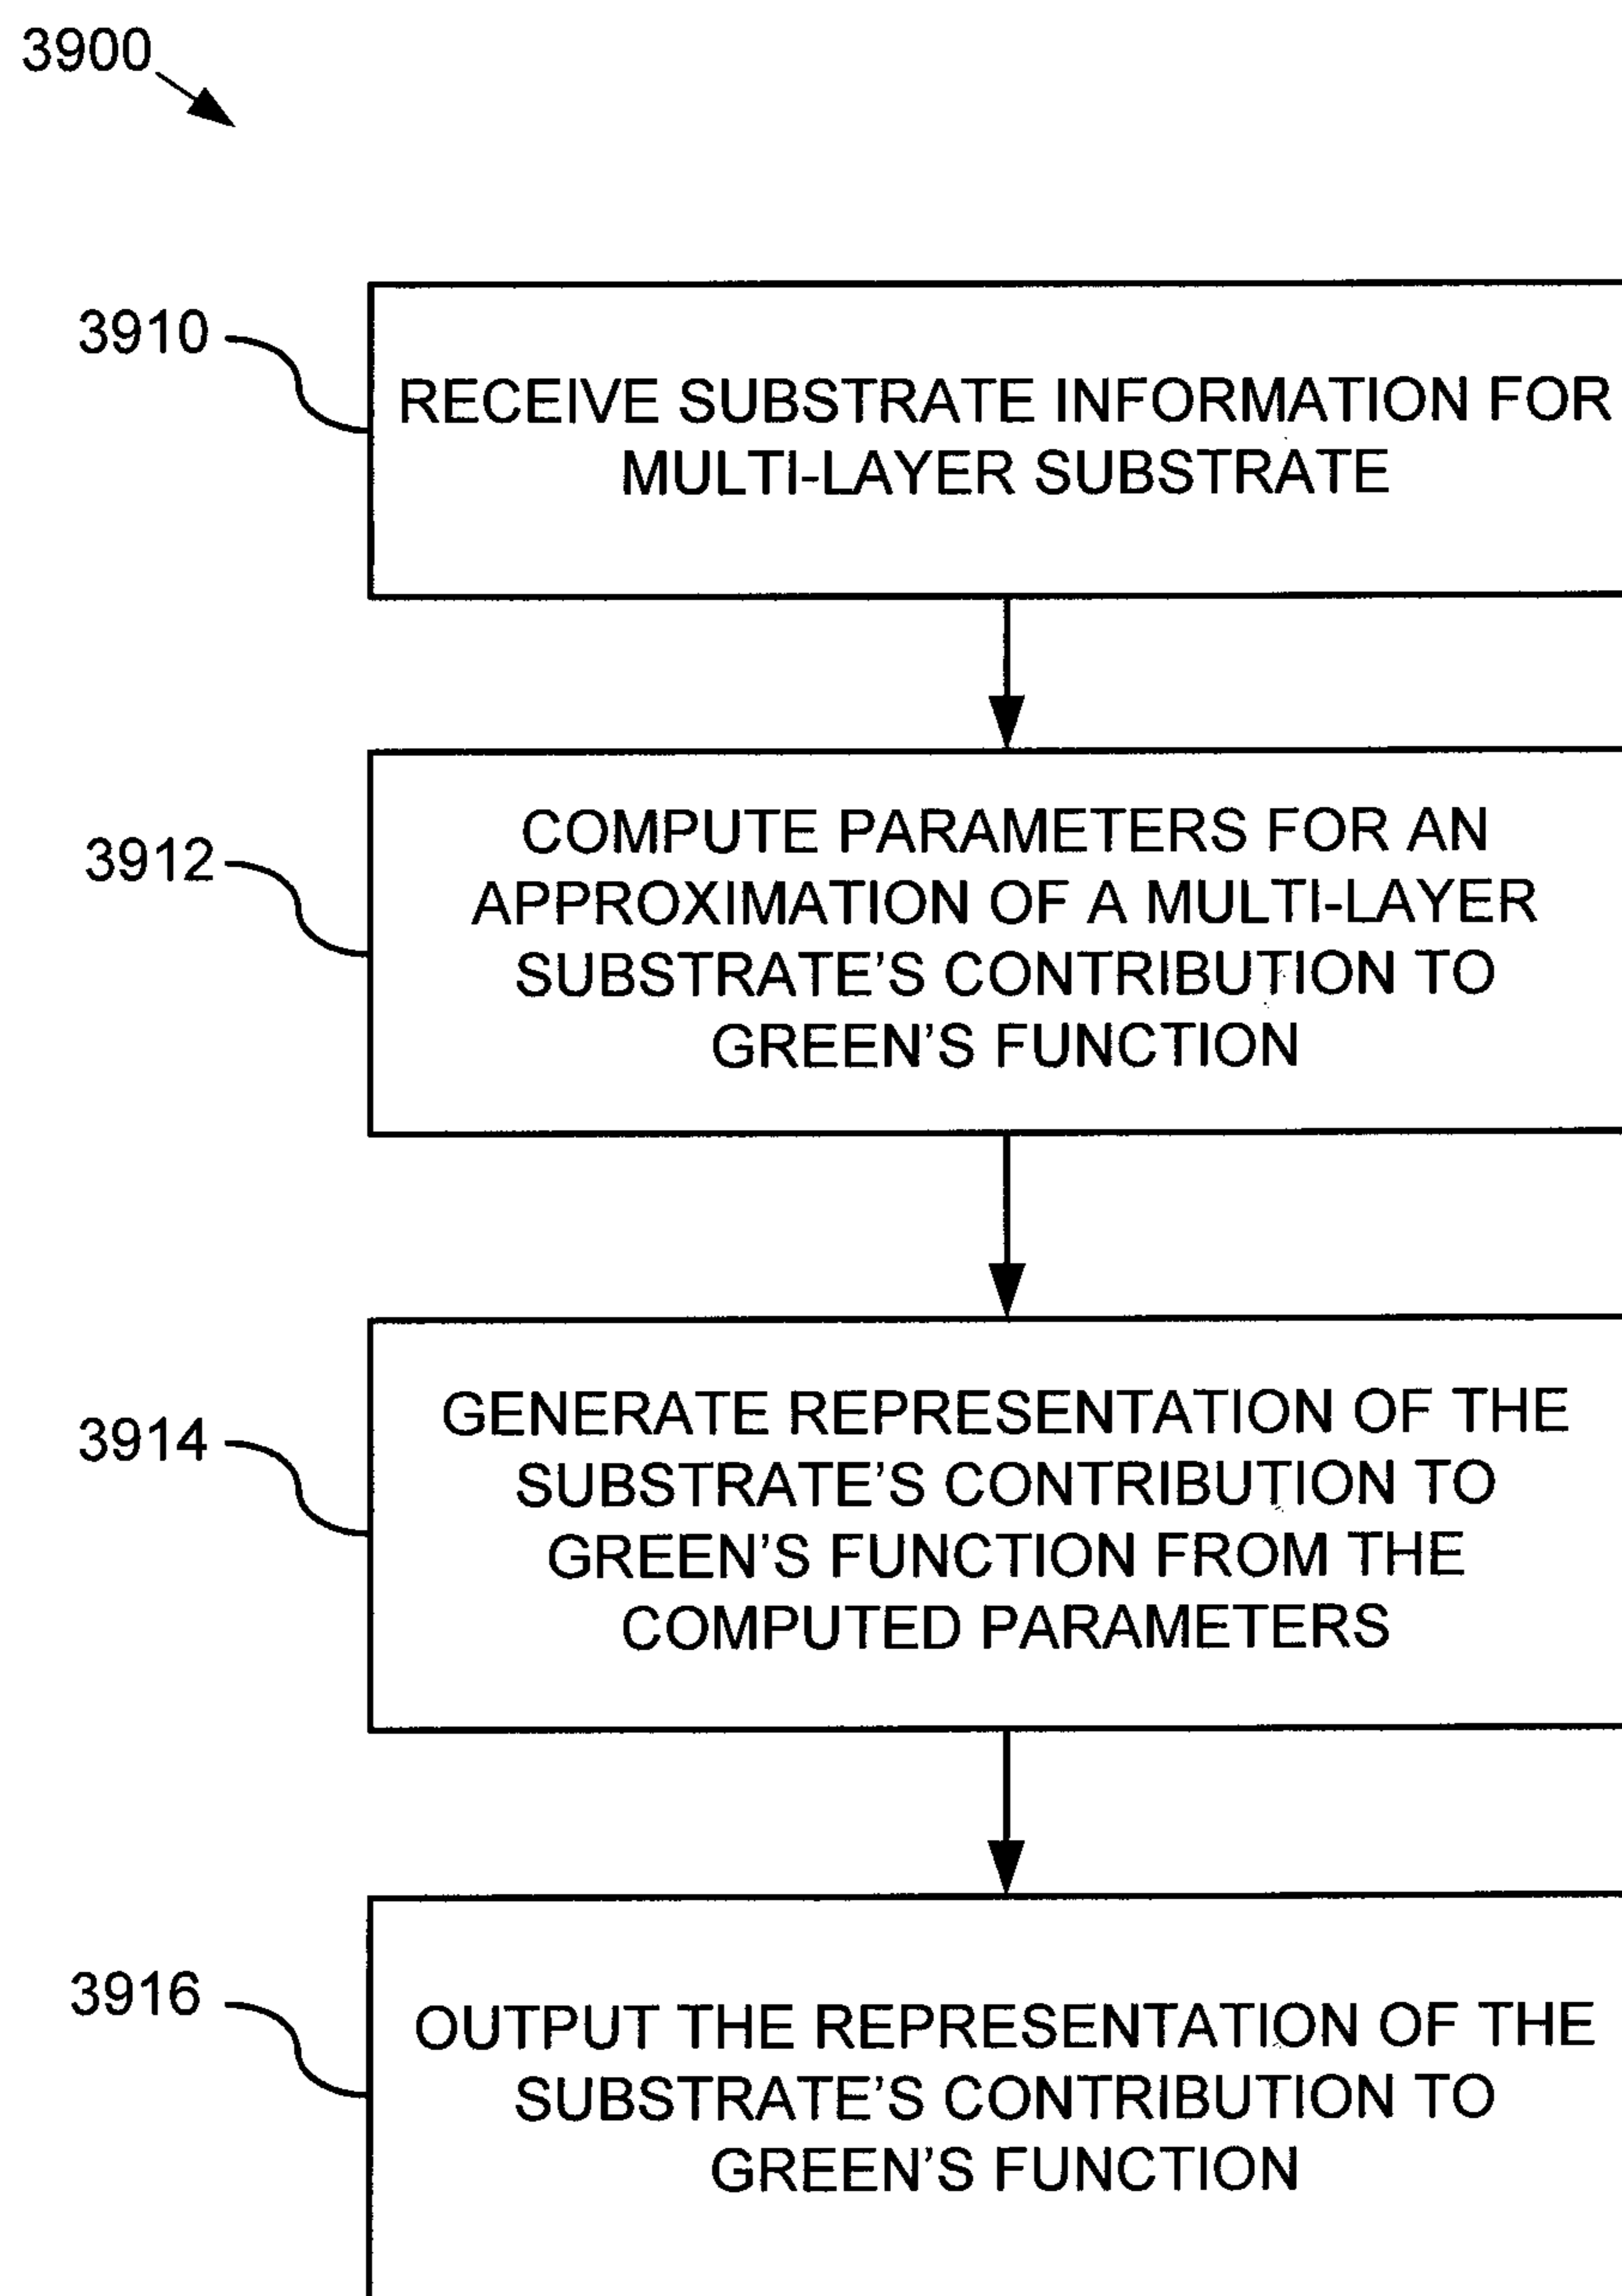 3900
3910
RECEIVE SUBSTRATE INFORMATION FOR
MULTI-LAYER SUBSTRATE
3912
COMPUTE PARAMETERS FOR AN
APPROXIMATION OF A MULTI-LAYER
SUBSTRATE'S CONTRIBUTION TO
GREEN'S FUNCTION
3914
GENERATE REPRESENTATION OF THE
SUBSTRATE'S CONTRIBUTION TO
GREEN'S FUNCTION FROM THE
COMPUTED PARAMETERS
3916
OUTPUT THE REPRESENTATION OF THE
SUBSTRATE'S CONTRIBUTION TO
GREEN'S FUNCTION